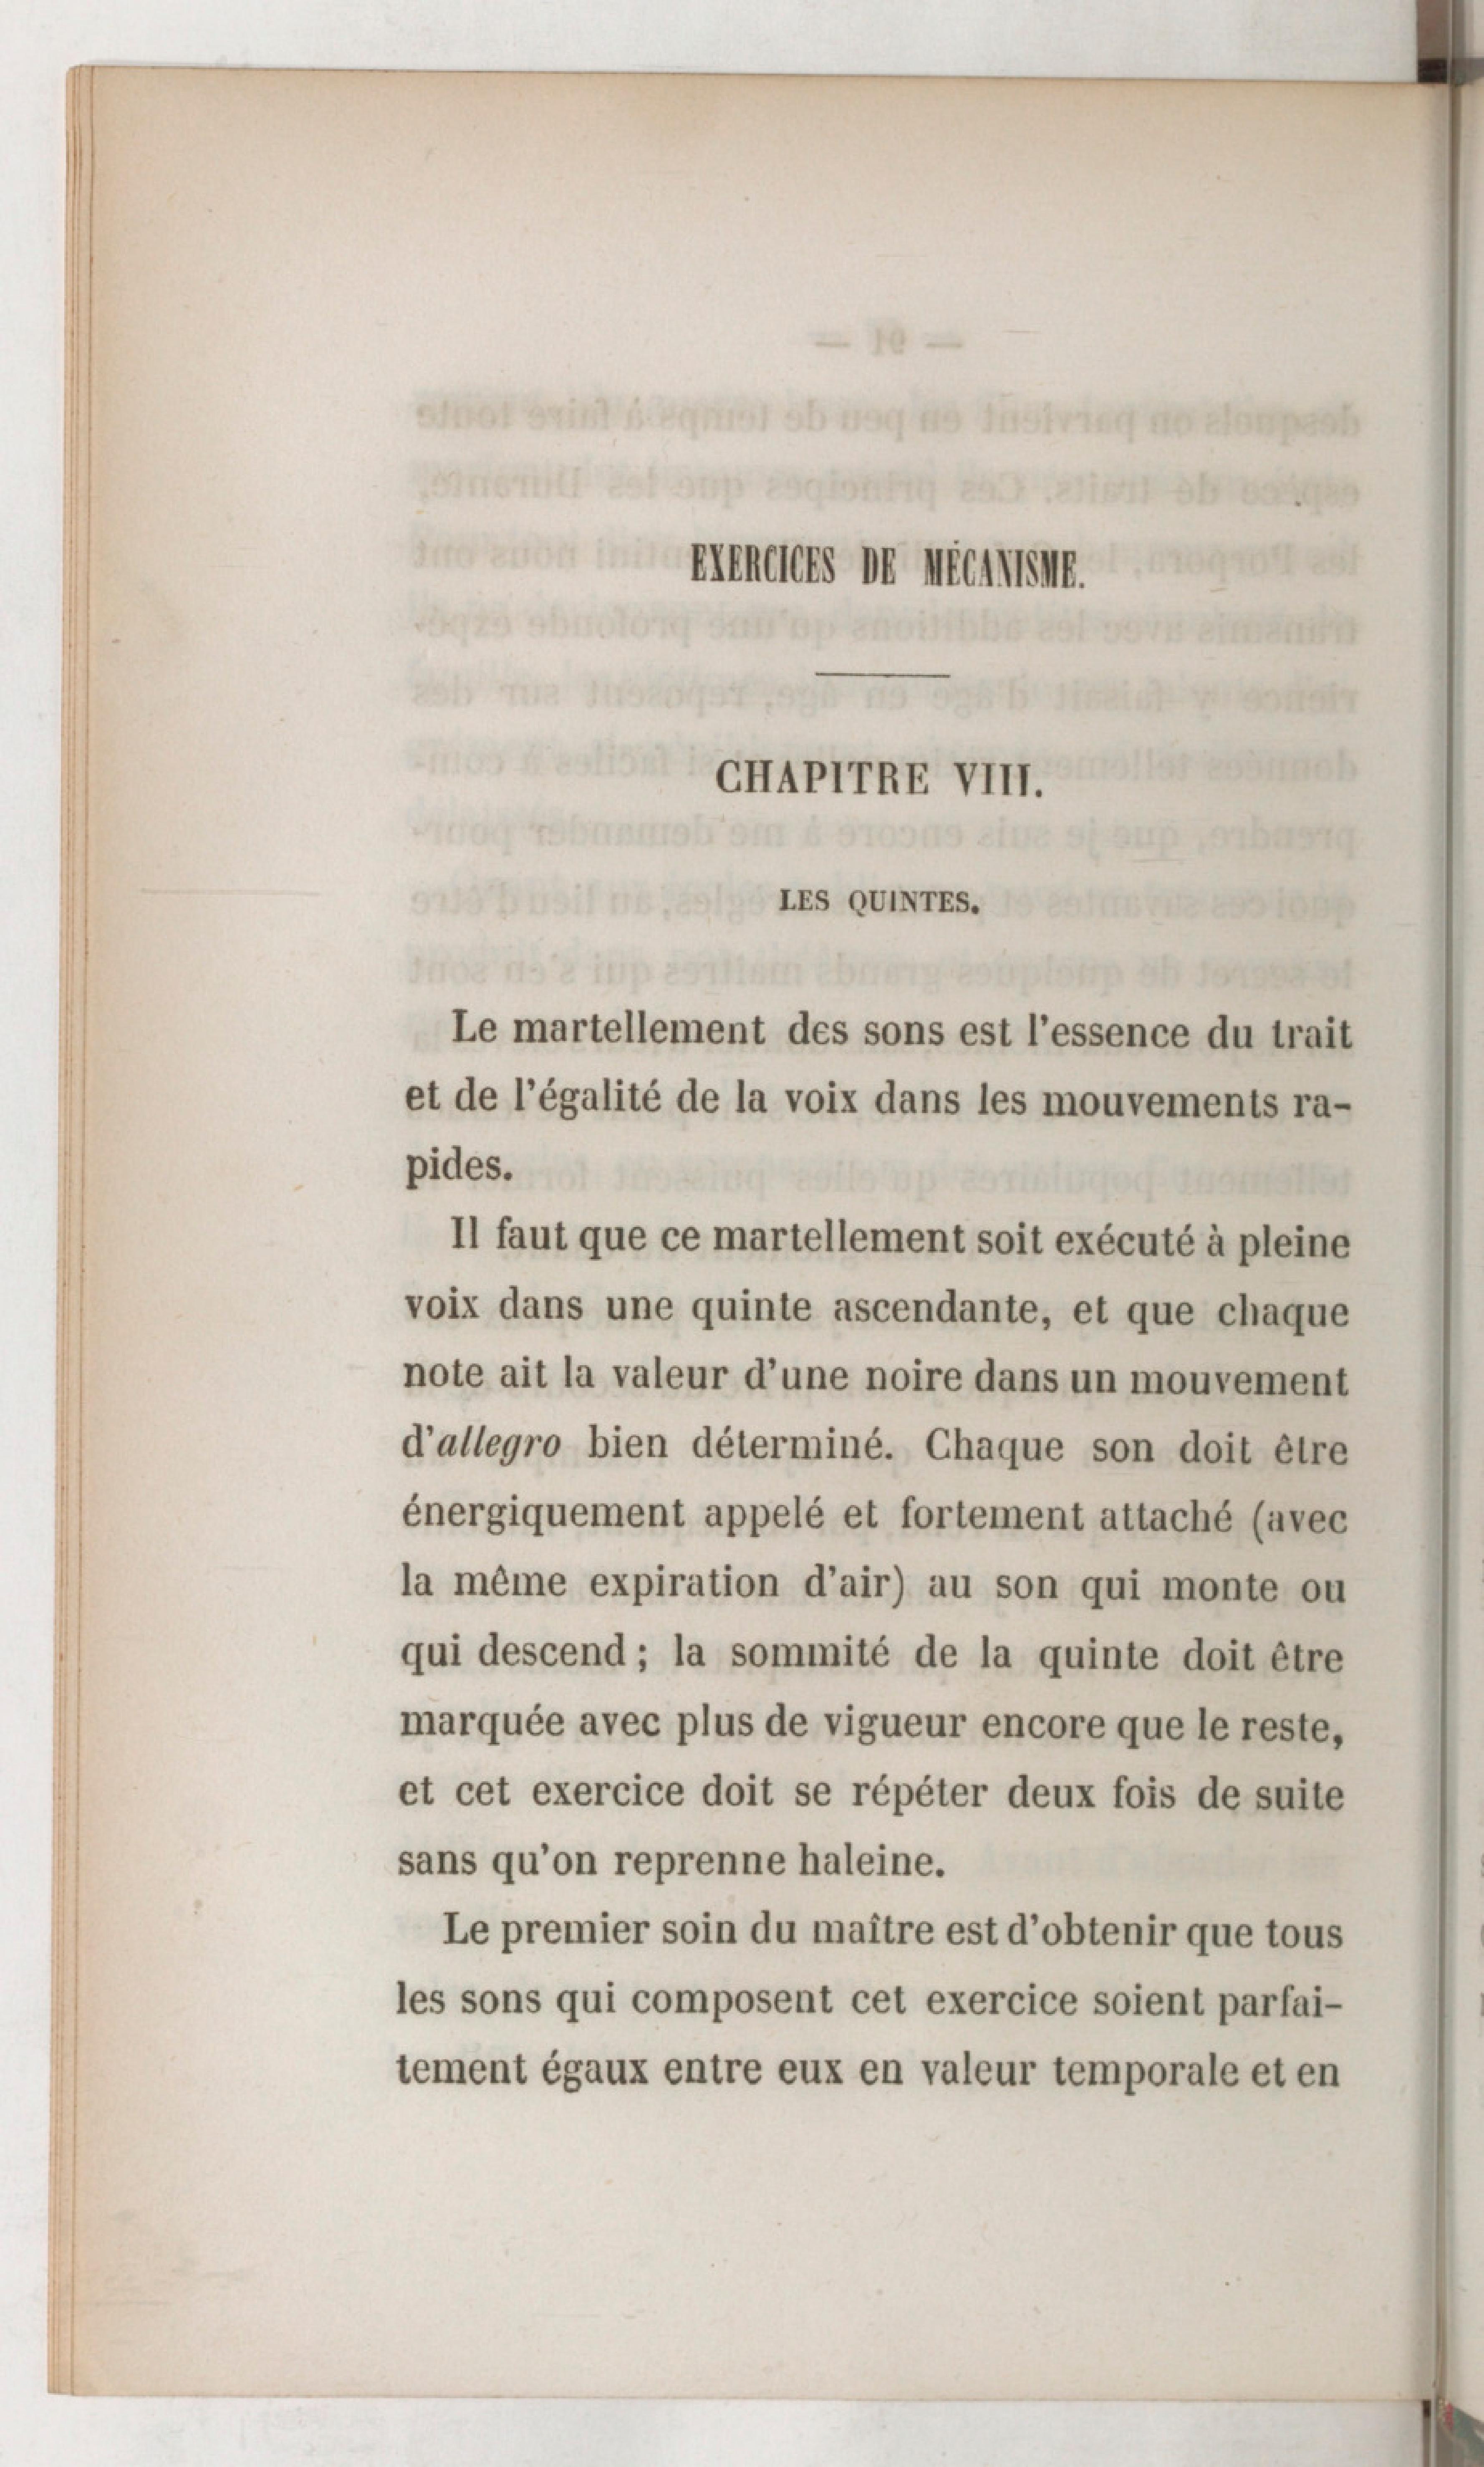 EXERCICES DE MÉCANISME.
CHAPITRE VIII.
LES QUINTES.
Le martellement des sons est l'essence du trait
et de l'égalité de la voix dans les mouvements ra-
pides.
Il faut que ce martellement soit exécuté à pleine
voix dans une quinte ascendante, et que chaque
note ait la valeur d'une noire dans un mouvement
d'allegro bien déterminé. Chaque son doit être
énergiquement appelé et fortement attaché (avec
la même expiration d'air) au son qui monte ou
qui descend ; la sommité de la quinte doit être
marquée avec plus de vigueur encore que le reste,
et cet exercice doit se répéter deux fois de suite
sans qu'on reprenne haleine.
Le premier soin du maître est d'obtenir que tous
les sons qui composent cet exercice soient parfai-
tement égaux entre eux en valeur temporale et en